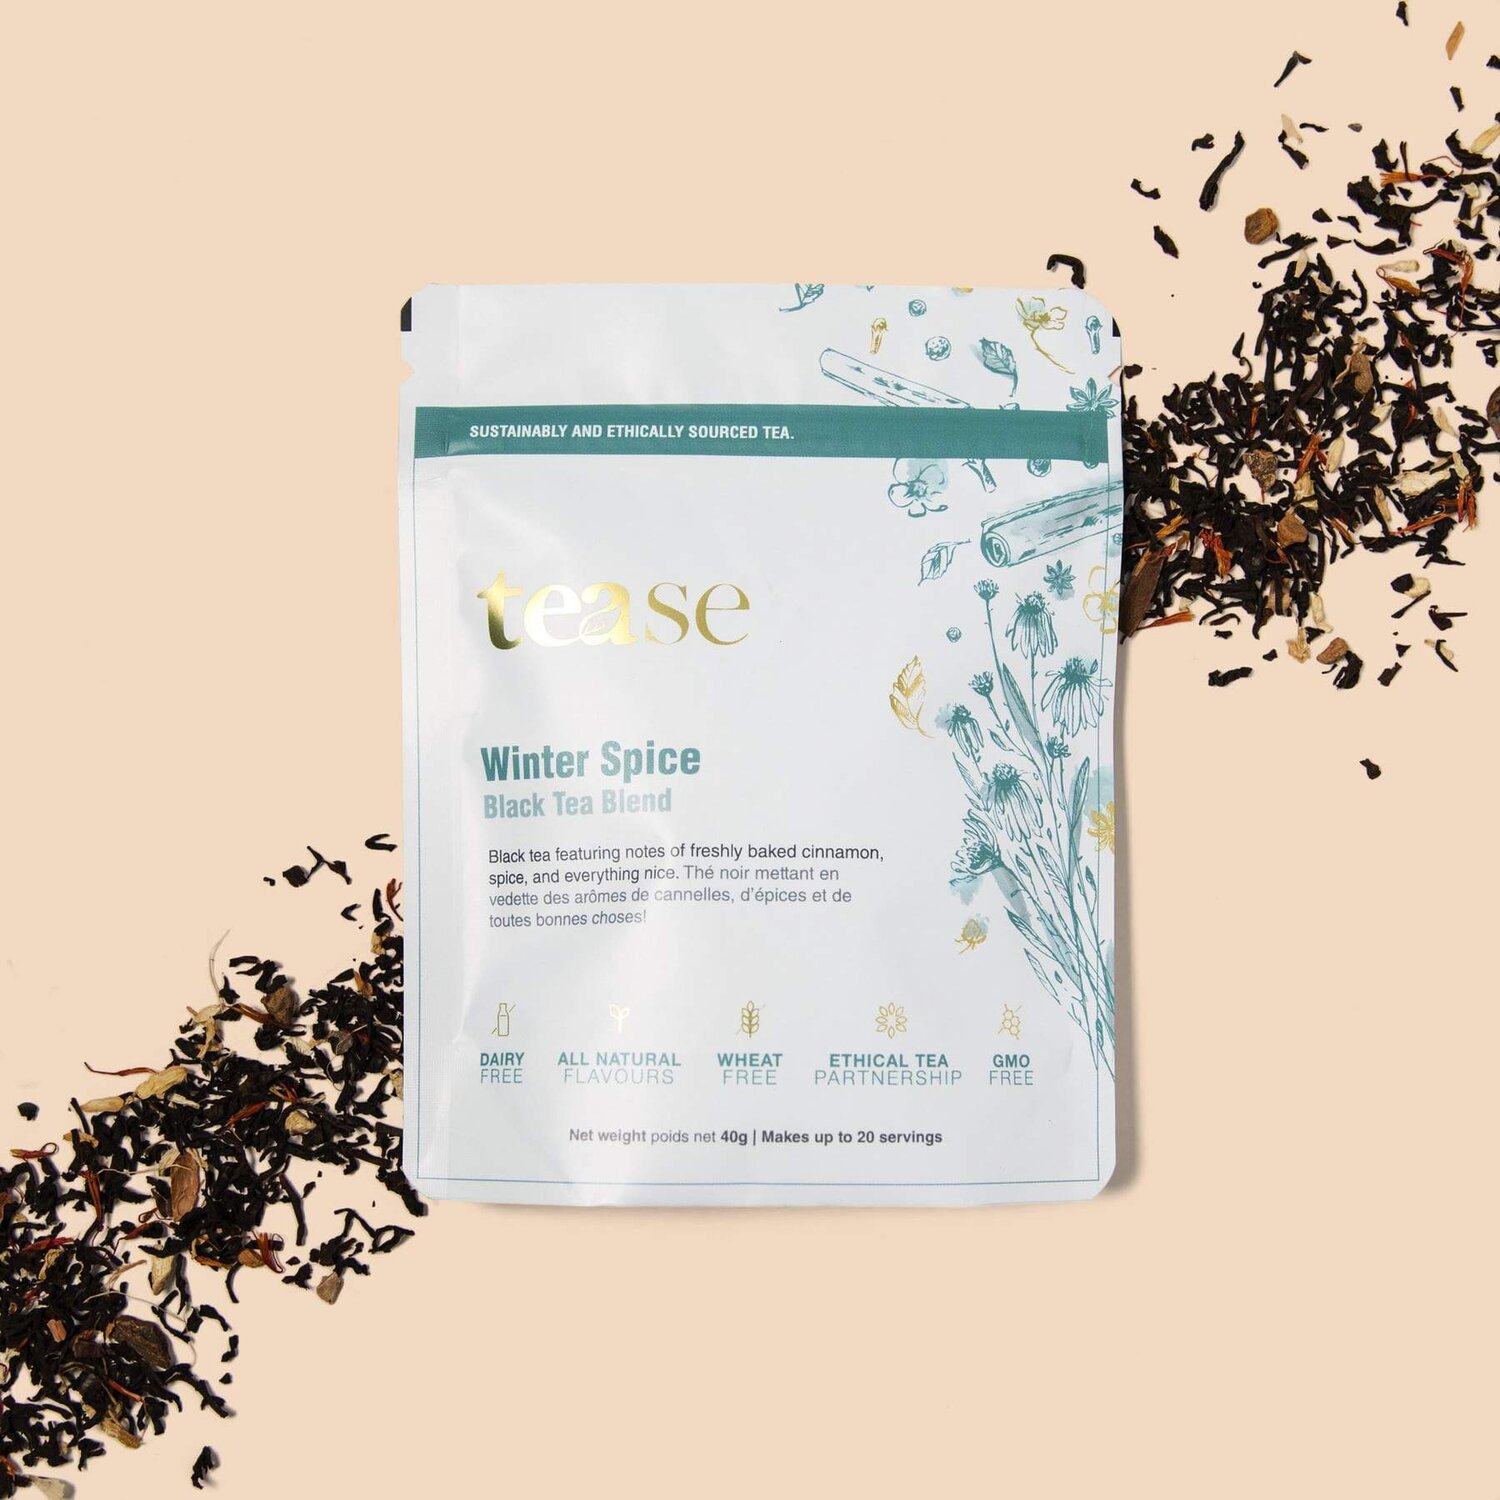 SUSTAINABLY AND ETHICALLY SOURCED TEA.
tease
Winter Spice
Black Tea Blend
Black tea featuring notes of freshly baked cinnamon,
spice, and everything nice. Thé noir mettant en
vedette des arômes de cannelles, d'épices et de
toutes bonnes choses!
DAIRY
FREE
ALL NATURAL
FLAVOURS
WHEAT
FREE
ETHICAL TEA
PARTNERSHIP
GMO
FREE
Net weight poids net 40g | Makes up to 20 servings